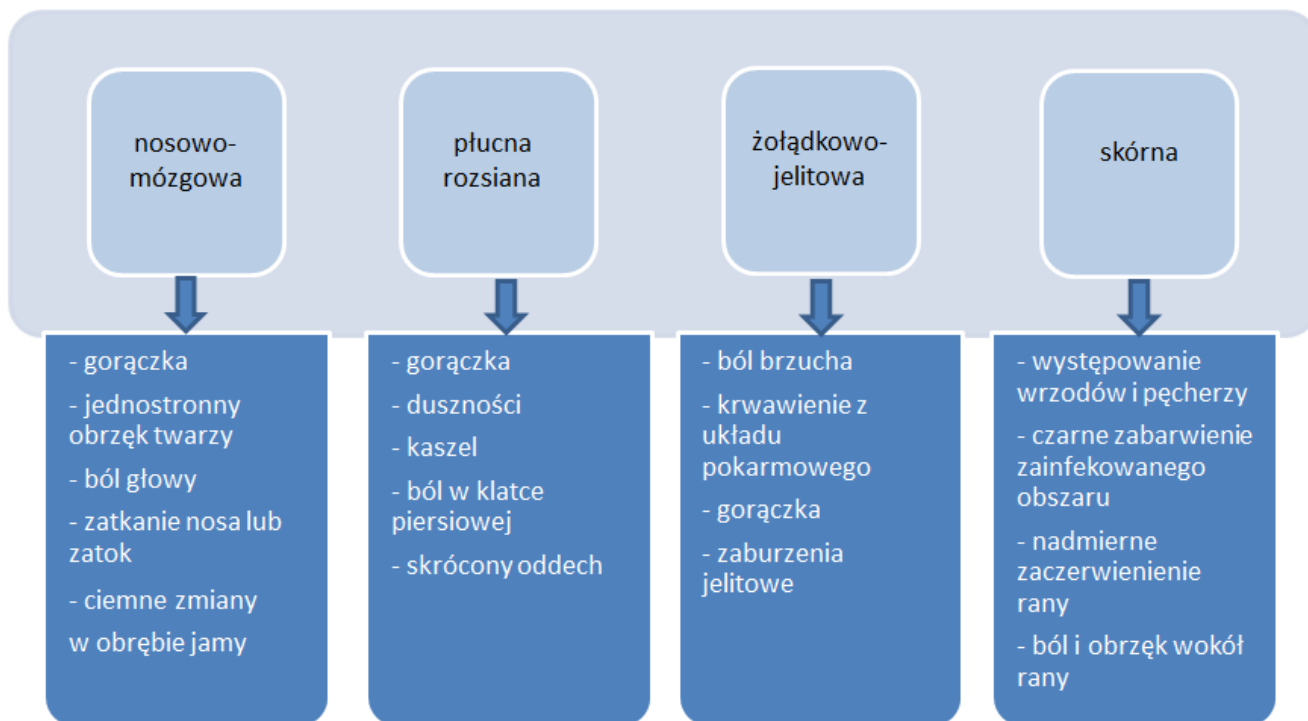 nosowo-
mózgowa
płucna
rozsiana
żołądkowo-
jelitowa
skórna
- gorączka
- jednostronny
obrzęk twarzy
- ból głowy
- zatkanie nosa lub
zatok
- ciemne zmiany
w obrębie jamy
- gorączka
- duszności
- kaszel
- ból w klatce
piersiowej
- skrócony oddech
- ból brzucha
- krwawienie z
układu
pokarmowego
- gorączka
- zaburzenia
jelitowe
- występowanie
wrzodów i pęcherzy
- czarne zabarwienie
zainfekowanego
obszaru
- nadmierne
zaczerwienienie
rany
- ból i obrzęk wokół
rany